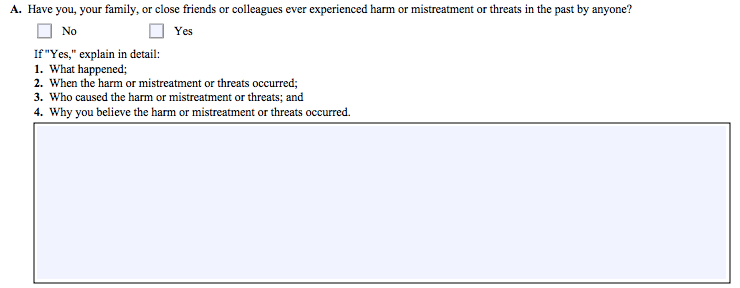 A. Have you, your family, or close friends or colleagues ever experienced harm or mistreatment or threats in the past by anyone?
No Yes
If "Yes," explain in detail:
1. What happened;
2. When the harm or mistreatment or threats occurred;
3. Who caused the harm or mistreatment or threats; and
4. Why you believe the harm or mistreatment or threats occurred.